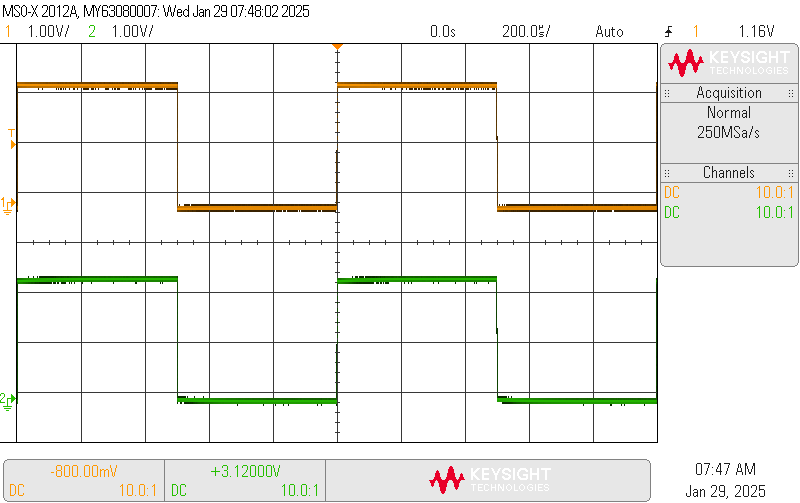 MSO-X 2012A, MY63080007: Wed Jan 29 07:48:02 2025
1 1.00V/ 2 1.00V/ 0.0s 200.0us/ Auto 1 1.16V
KEYSIGHT
TECHNOLOGIES
Acquisition
Normal
250MSa/s
Channels
DC 10.0:1
DC 10.0:1
T
1
2
-800.00mV +3.12000V
DC 10.0:1 DC 10.0:1
KEYSIGHT
TECHNOLOGIES
07:47 AM
Jan 29, 2025